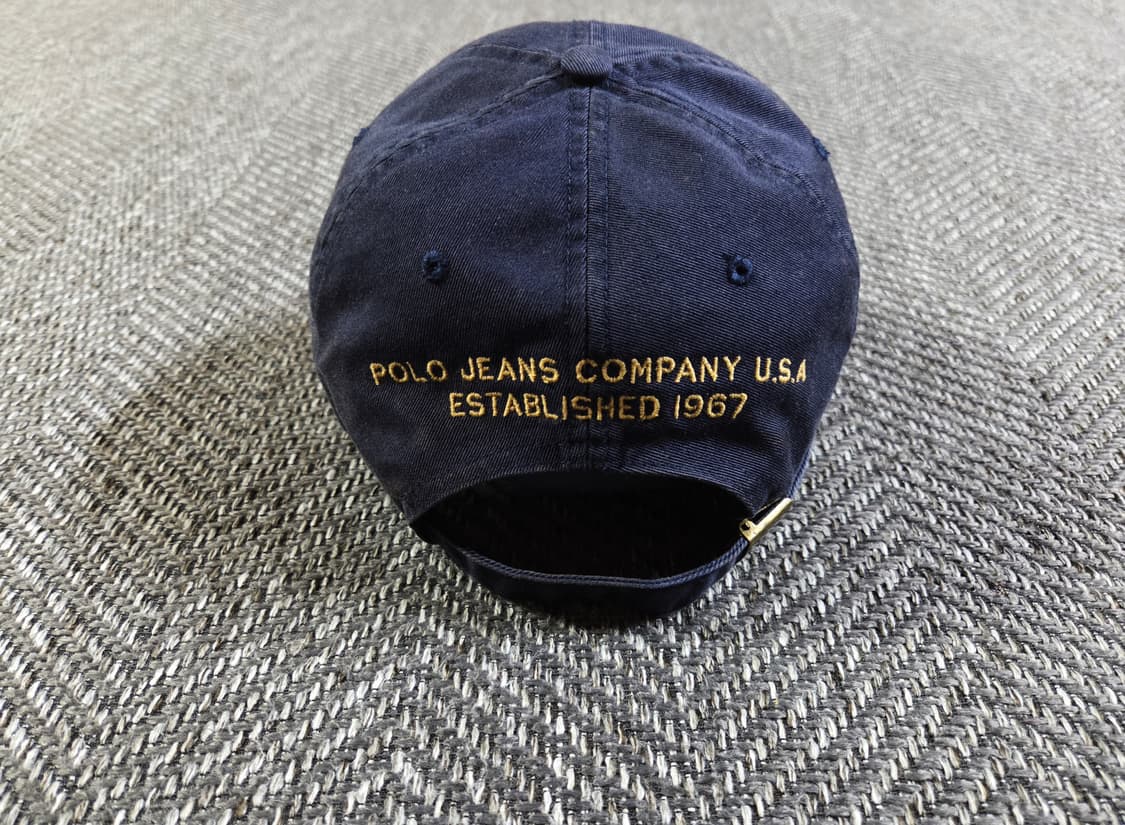 POLO JEANS COMPANY U.S.A
ESTABLISHED 1967